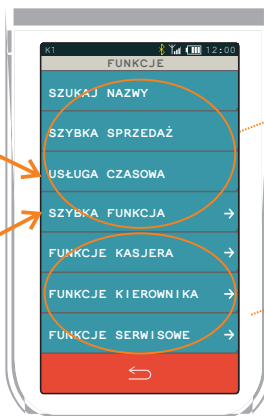 K1 12:00
FUNKCJE
SZUKAJ NAZWY
SZYBKA SPRZEDAŻ
USŁUGA CZASOWA
SZYBKA FUNKCJA →
FUNKCJE KASJERA →
FUNKCJE KIEROWNIKA →
FUNKCJE SERWISOWE →